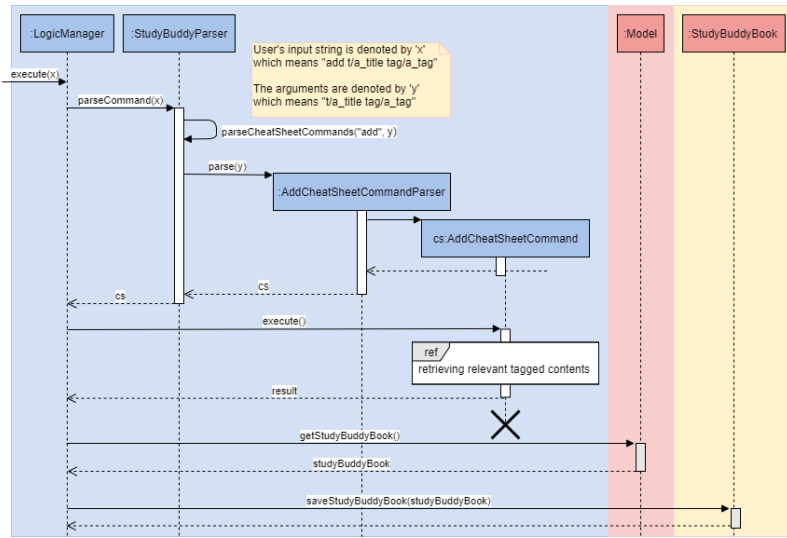 :LogicManager
:StudyBuddyParser
:Model
:StudyBuddyBook
User's input string is denoted by 'x'
which means "add t/a_title tag/a_tag"
The arguments are denoted by 'y'
which means "t/a_title tag/a_tag"
execute(x)
parseCommand(x)
parseCheatSheetCommands("add", y)
parse(y)
:AddCheatSheetCommandParser
cs:AddCheatSheetCommand
cs
cs
execute()
ref
retrieving relevant tagged contents
result
getStudyBuddyBook()
studyBuddyBook
saveStudyBuddyBook(studyBuddyBook)